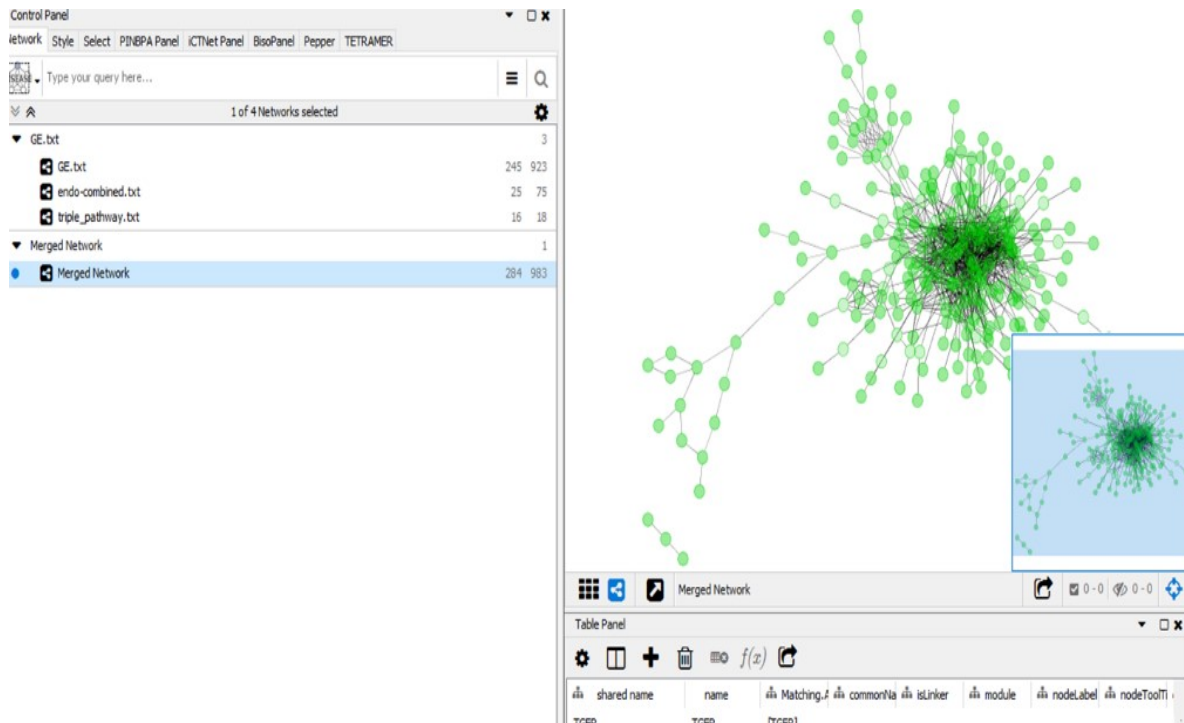 Control Panel
Network Style Select PINBPA Panel iCTNet Panel BisoPanel Pepper TETRAMER
Type your query here...
1 of 4 Networks selected
GE.txt 3
GE.txt 245 923
endo-combined.txt 25 75
triple_pathway.txt 16 18
Merged Network 1
Merged Network 284 983
Merged Network 0 - 0 0 - 0
Table Panel
f(x)
shared name name Matching.A commonNa isLinker module nodeLabel nodeToolTi